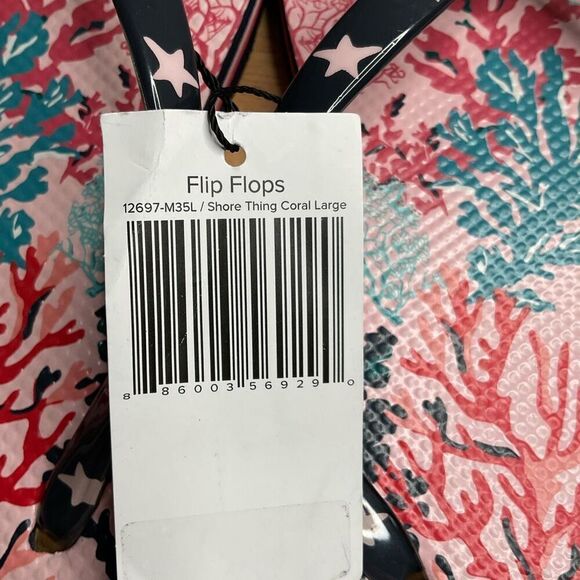 Flip Flops
12697-M35L / Shore Thing Coral Large
8 86003 56929 0